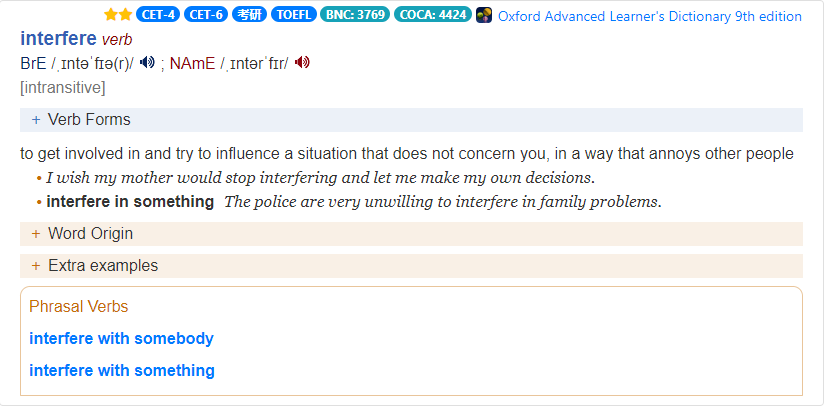 CET-4 CET-6 考研 TOEFL BNC: 3769 COCA: 4424 Oxford Advanced Learner's Dictionary 9th edition
interfere verb
BrE /ˌɪntəˈfɪə(r)/ ; NAmE /ˌɪntərˈfɪr/
[intransitive]
+ Verb Forms
to get involved in and try to influence a situation that does not concern you, in a way that annoys other people
• I wish my mother would stop interfering and let me make my own decisions.
• interfere in something The police are very unwilling to interfere in family problems.
+ Word Origin
+ Extra examples
Phrasal Verbs
interfere with somebody
interfere with something